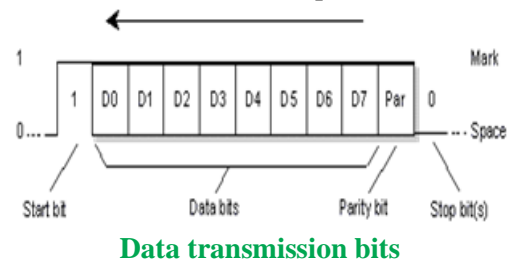 1 Mark
1 D0 D1 D2 D3 D4 D5 D6 D7 Par 0
0... ... Space
Start bit Data bits Parity bit Stop bit(s)
Data transmission bits